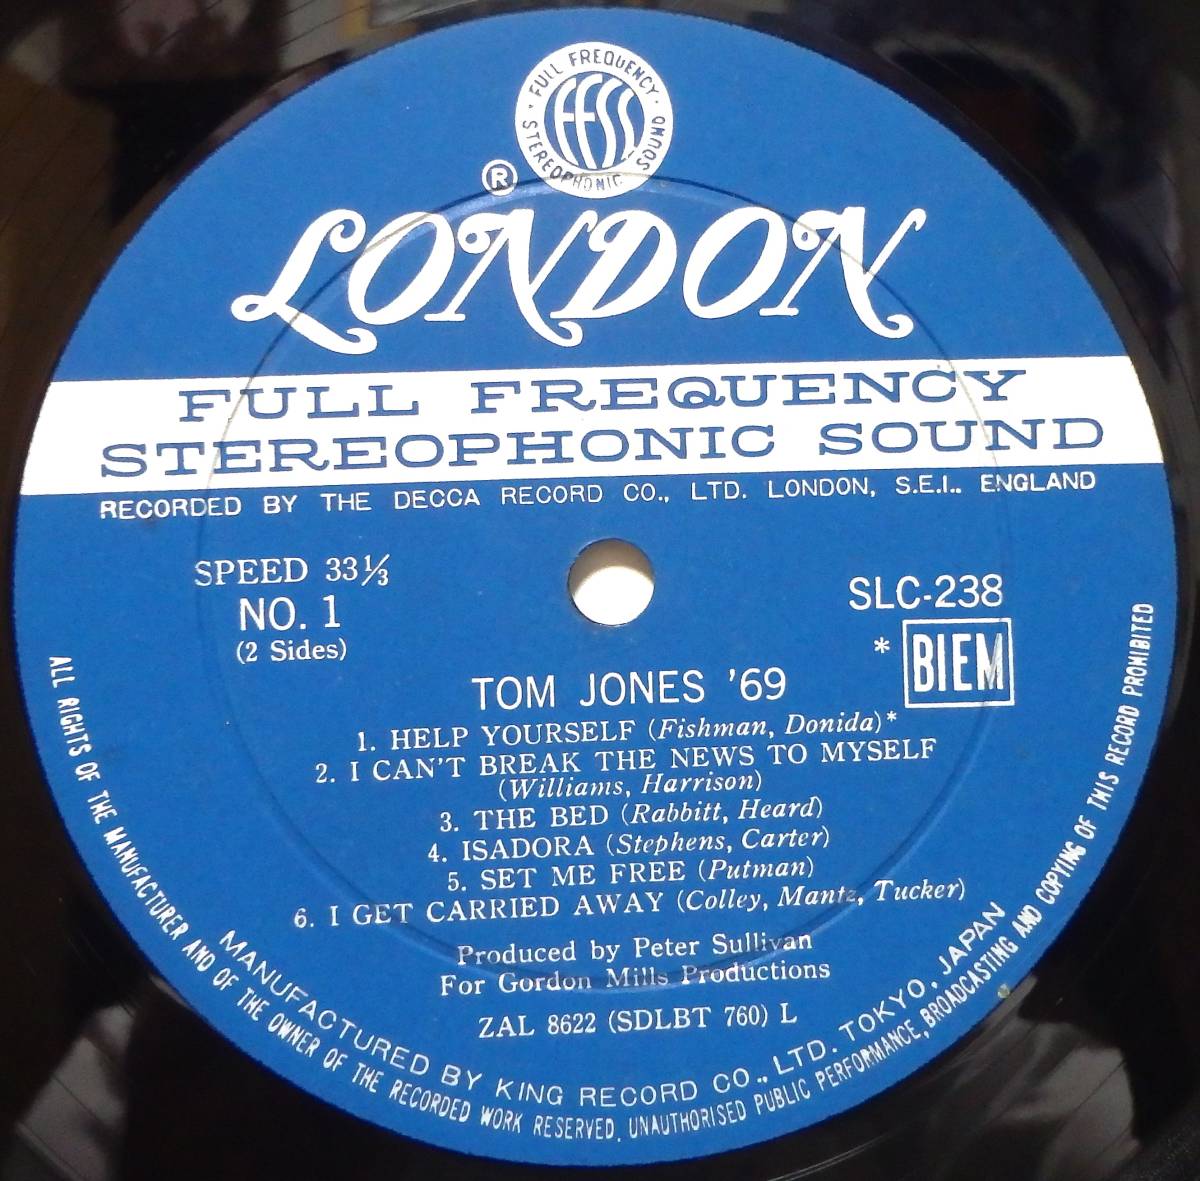 FULL FREQUENCY STEREOPHONIC SOUND
FFSS
®
LONDON
FULL FREQUENCY
STEREOPHONIC SOUND
RECORDED BY THE DECCA RECORD CO., LTD. LONDON, S.E.I.. ENGLAND
SPEED 33⅓
NO. 1
(2 Sides)
SLC-238
* BIEM
TOM JONES '69
1. HELP YOURSELF (Fishman, Donida)*
2. I CAN'T BREAK THE NEWS TO MYSELF
(Williams, Harrison)
3. THE BED (Rabbitt, Heard)
4. ISADORA (Stephens, Carter)
5. SET ME FREE (Putman)
6. I GET CARRIED AWAY (Colley, Mantz, Tucker)
Produced by Peter Sullivan
For Gordon Mills Productions
ZAL 8622 (SDLBT 760) L
MANUFACTURED BY KING RECORD CO., LTD. TOKYO, JAPAN
ALL RIGHTS OF THE MANUFACTURER AND OF THE OWNER OF THE RECORDED WORK RESERVED. UNAUTHORISED PUBLIC PERFORMANCE, BROADCASTING AND COPYING OF THIS RECORD PROHIBITED